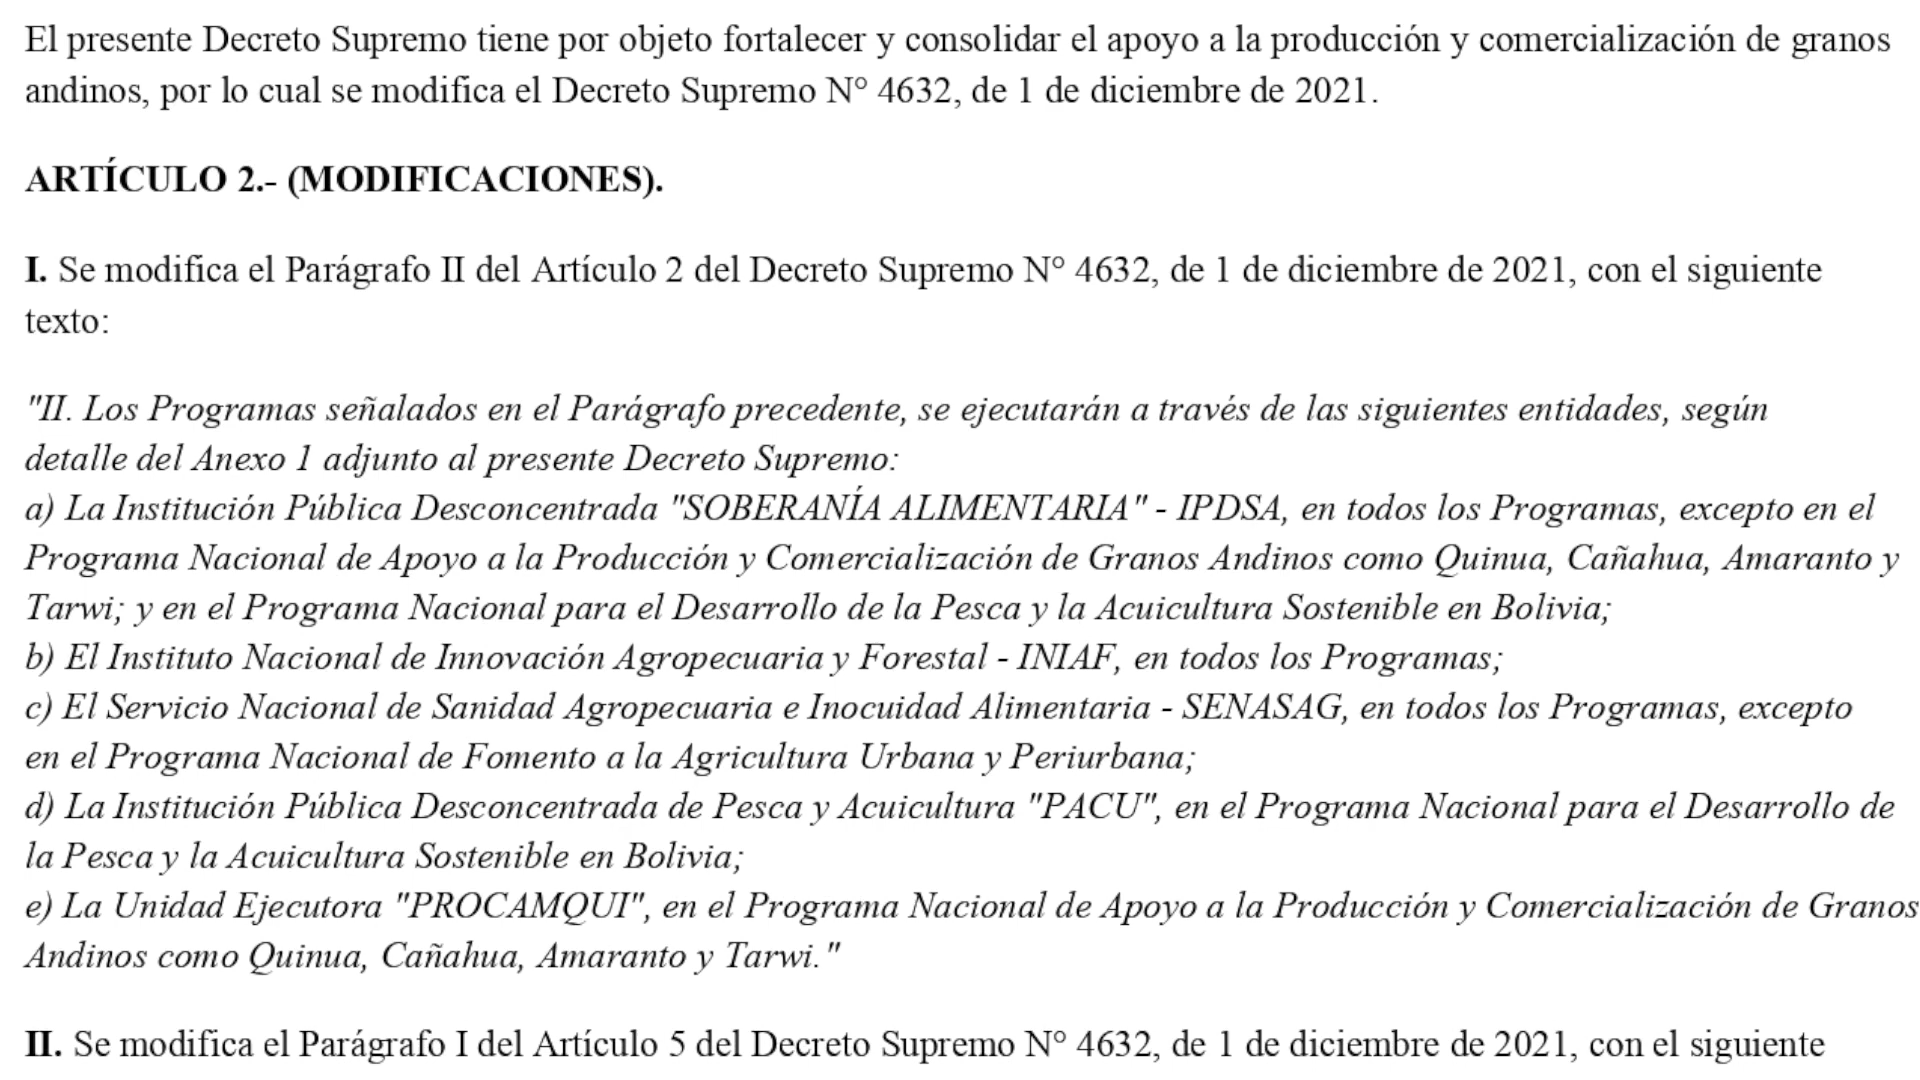 El presente Decreto Supremo tiene por objeto fortalecer y consolidar el apoyo a la producción y comercialización de granos
andinos, por lo cual se modifica el Decreto Supremo N° 4632, de 1 de diciembre de 2021.
ARTÍCULO 2.- (MODIFICACIONES).
I. Se modifica el Parágrafo II del Artículo 2 del Decreto Supremo N° 4632, de 1 de diciembre de 2021, con el siguiente
texto:
"II. Los Programas señalados en el Parágrafo precedente, se ejecutarán a través de las siguientes entidades, según
detalle del Anexo 1 adjunto al presente Decreto Supremo:
a) La Institución Pública Desconcentrada "SOBERANÍA ALIMENTARIA" - IPDSA, en todos los Programas, excepto en el
Programa Nacional de Apoyo a la Producción y Comercialización de Granos Andinos como Quinua, Cañahua, Amaranto y
Tarwi; y en el Programa Nacional para el Desarrollo de la Pesca y la Acuicultura Sostenible en Bolivia;
b) El Instituto Nacional de Innovación Agropecuaria y Forestal - INIAF, en todos los Programas;
c) El Servicio Nacional de Sanidad Agropecuaria e Inocuidad Alimentaria - SENASAG, en todos los Programas, excepto
en el Programa Nacional de Fomento a la Agricultura Urbana y Periurbana;
d) La Institución Pública Desconcentrada de Pesca y Acuicultura "PACU", en el Programa Nacional para el Desarrollo de
la Pesca y la Acuicultura Sostenible en Bolivia;
e) La Unidad Ejecutora "PROCAMQUI", en el Programa Nacional de Apoyo a la Producción y Comercialización de Granos
Andinos como Quinua, Cañahua, Amaranto y Tarwi."
II. Se modifica el Parágrafo I del Artículo 5 del Decreto Supremo N° 4632, de 1 de diciembre de 2021, con el siguiente